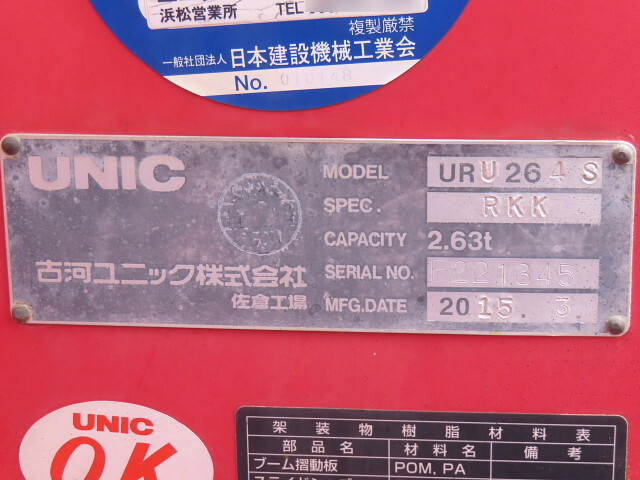 浜松営業所 TEL
複製厳禁
一般社団法人 日本建設機械工業会
No.
UNIC
MODEL URU264S
SPEC. RKK
CAPACITY 2.63t
古河ユニック株式会社
SERIAL NO. F221345
佐倉工場
MFG.DATE 2015. 3
UNIC
OK
架装物樹脂材料表
部品名 材料名 備考
ブーム摺動板 POM, PA